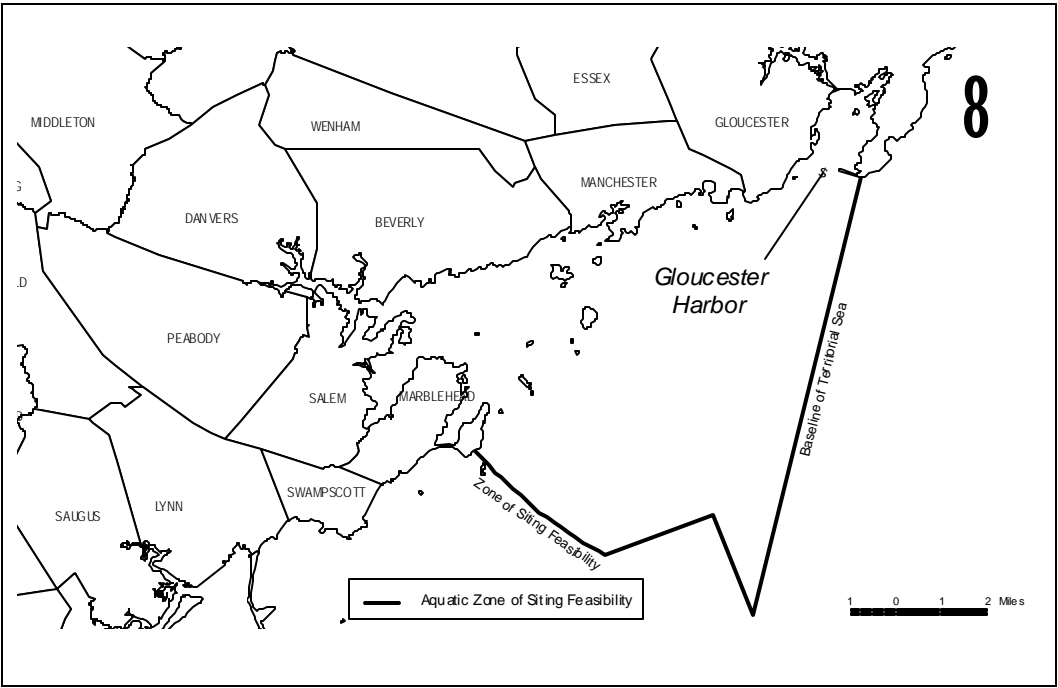 ESSEX
8
MIDDLETON
WENHAM
GLOUCESTER
MANCHESTER
G
$
DANVERS
BEVERLY
LD
Gloucester
Harbor
PEABODY
Baseline of Territorial Sea
SALEM
MARBLEHEAD
SWAMPSCOTT
LYNN
SAUGUS
Zone of Siting Feasibility
Aquatic Zone of Siting Feasibility
1 0 1 2 Miles